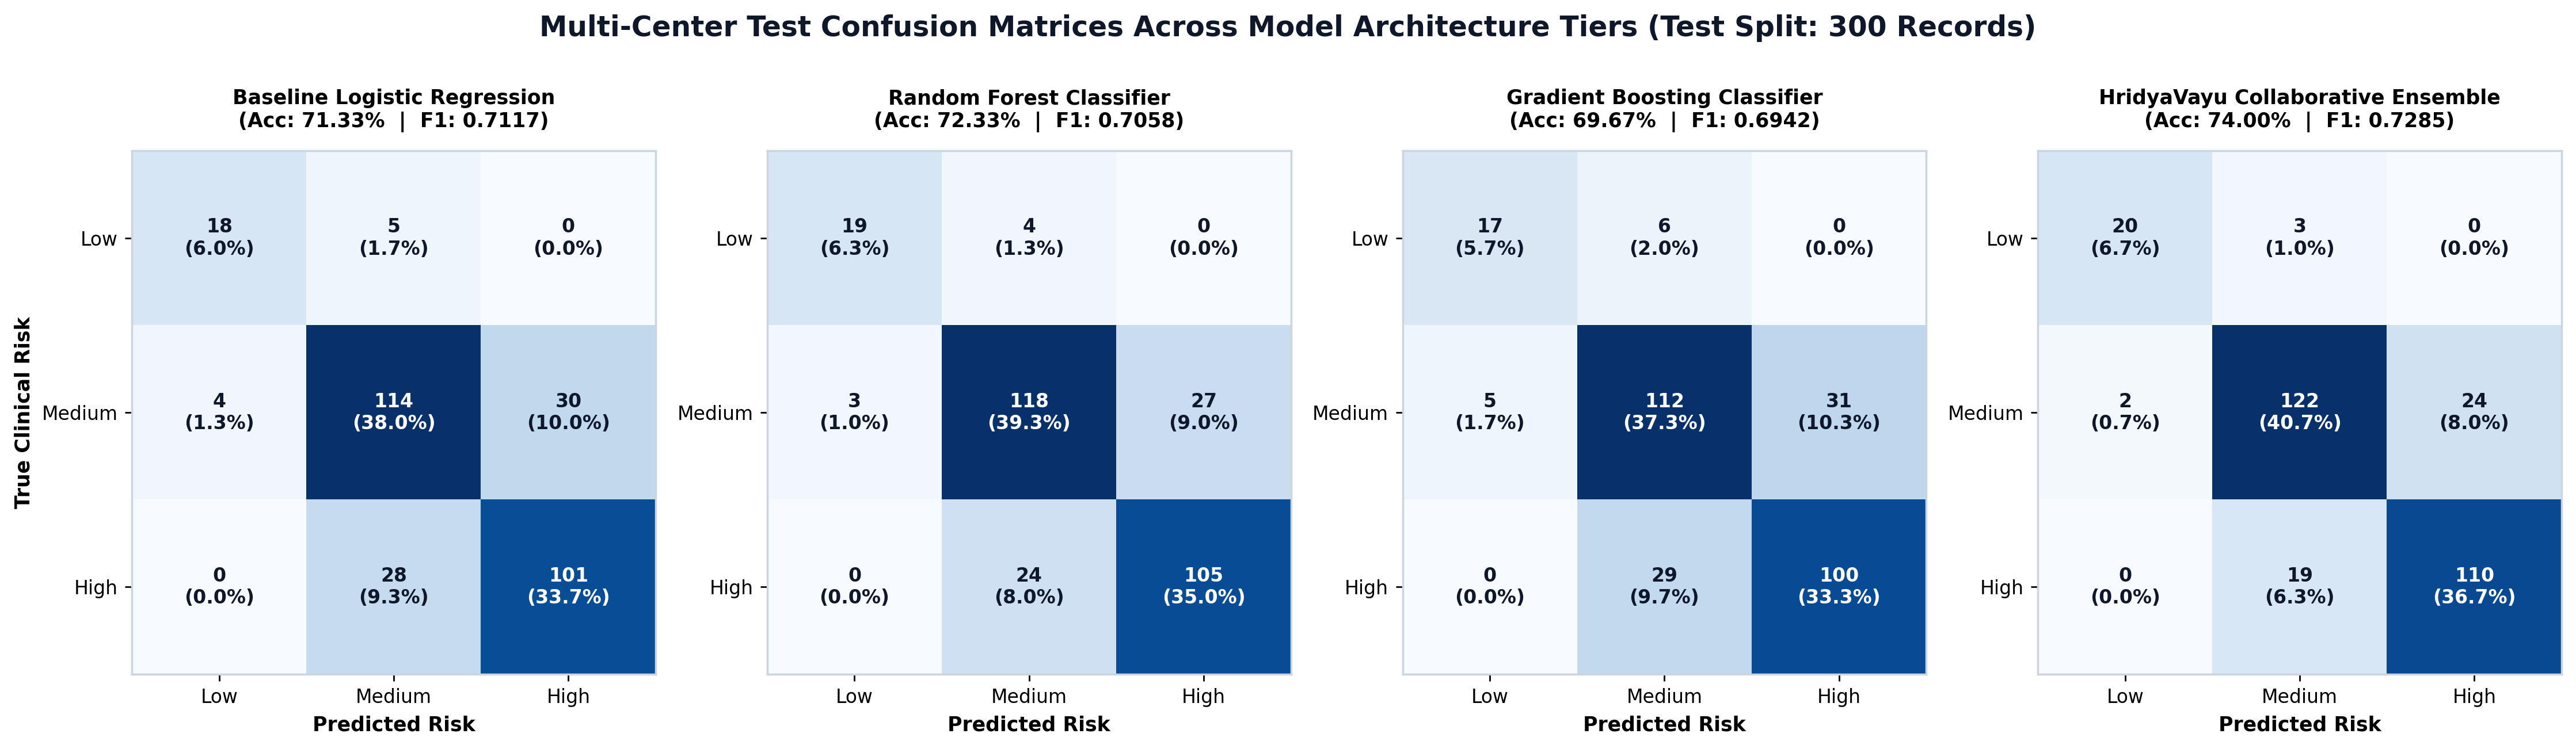 Multi-Center Test Confusion Matrices Across Model Architecture Tiers (Test Split: 300 Records)
Baseline Logistic Regression
(Acc: 71.33% | F1: 0.7117)
True Clinical Risk
Low
18
(6.0%)
5
(1.7%)
0
(0.0%)
Medium
4
(1.3%)
114
(38.0%)
30
(10.0%)
High
0
(0.0%)
28
(9.3%)
101
(33.7%)
Low Medium High
Predicted Risk
Random Forest Classifier
(Acc: 72.33% | F1: 0.7058)
Low
19
(6.3%)
4
(1.3%)
0
(0.0%)
Medium
3
(1.0%)
118
(39.3%)
27
(9.0%)
High
0
(0.0%)
24
(8.0%)
105
(35.0%)
Low Medium High
Predicted Risk
Gradient Boosting Classifier
(Acc: 69.67% | F1: 0.6942)
Low
17
(5.7%)
6
(2.0%)
0
(0.0%)
Medium
5
(1.7%)
112
(37.3%)
31
(10.3%)
High
0
(0.0%)
29
(9.7%)
100
(33.3%)
Low Medium High
Predicted Risk
HridyaVayu Collaborative Ensemble
(Acc: 74.00% | F1: 0.7285)
Low
20
(6.7%)
3
(1.0%)
0
(0.0%)
Medium
2
(0.7%)
122
(40.7%)
24
(8.0%)
High
0
(0.0%)
19
(6.3%)
110
(36.7%)
Low Medium High
Predicted Risk